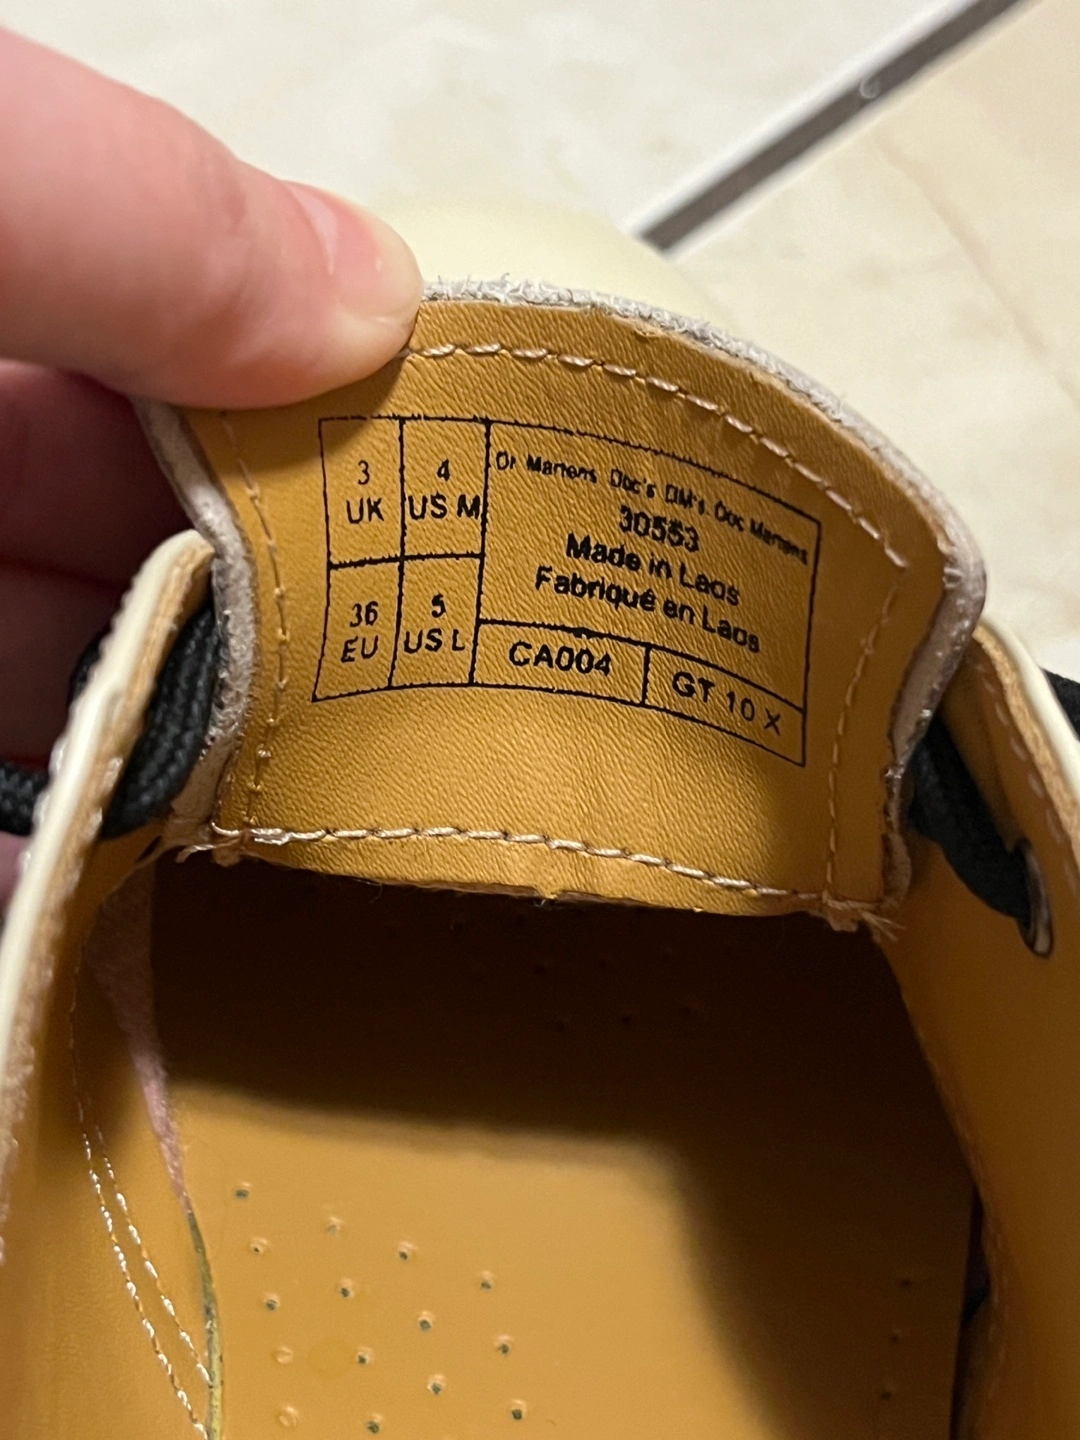 3
UK
4
US M
36
EU
5
US L
Dr Martens Doc's DM's Doc Martens
30553
Made in Laos
Fabriqué en Laos
CA004
GT 10 X